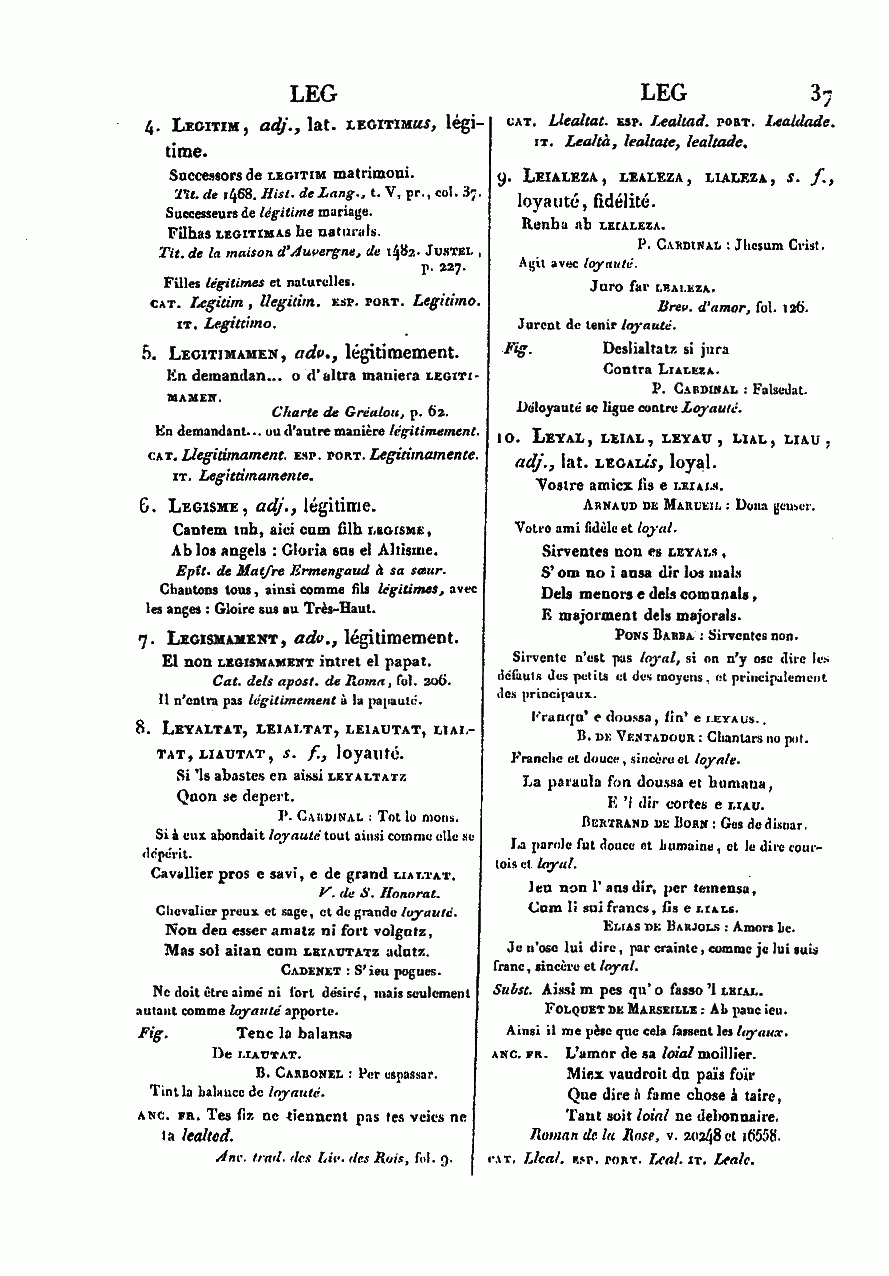 LEG
LEG 37
4. LEGITIM, adj., lat. LEGITIMus, légi-
time.
Successors de LEGITIM matrimoni.
Tit. de 1468. Hist. de Lang., t. V, pr., col. 37.
Successeurs de légitime mariage.
Filhas LEGITIMAS he naturals.
Tit. de la maison d'Auvergne, de 1482. JUSTEL,
p. 227.
Filles légitimes et naturelles.
CAT. Legitim, llegitim. ESP. PORT. Legitimo.
IT. Legittimo.
5. LEGITIMAMEN, adv., légitimement.
En demandan... o d'altra maniera LEGITI-
MAMEN.
Charte de Gréalou, p. 62.
En demandant... ou d'autre manière légitimement.
CAT. Llegitimament. ESP. PORT. Legitimamente.
IT. Legittimamente.
6. LEGISME, adj., légitime.
Cantem tuh, aici cum filh LEGISME,
Ab los angels : Gloria sus el Altisme.
Epît. de Matfre Ermengaud à sa sœur.
Chantons tous, ainsi comme fils légitimes, avec
les anges : Gloire sus au Très-Haut.
7. LEGISMAMENT, adv., légitimement.
El non LEGISMAMENT intret el papat.
Cat. dels apost. de Roma, fol. 206.
Il n'entra pas légitimement à la papauté.
8. LEYALTAT, LEIALTAT, LEIAUTAT, LIAL-
TAT, LIAUTAT, s. f., loyauté.
Si 'ls abastes en aissi LEYALTATZ
Quon se depert.
P. CARDINAL : Tot lo mons.
Si à eux abondait loyauté tout ainsi comme elle se
dépérit.
Cavallier pros e savi, e de grand LIALTAT.
V. de S. Honorat.
Chevalier preux et sage, et de grande loyauté.
Non deu esser amatz ni fort volgutz,
Mas sol aitan cum LEIAUTATZ adutz.
CADENET : S'ieu pogues.
Ne doit être aimé ni fort désiré, mais seulement
autant comme loyauté apporte.
Fig. Tenc la balansa
De LIAUTAT.
B. CARBONEL : Per espassar.
Tint la balance de loyauté.
ANC. FR. Tes fiz ne tiennent pas tes veies ne
ta lealted.
Anc. trad. des Liv. des Rois, fol. 9.
CAT. Llealtat. ESP. Lealtad. PORT. Lealdade.
IT. Lealtà, lealtate, lealtade.
9. LEIALEZA, LEALEZA, LIALEZA, s. f.,
loyauté, fidélité.
Renha ab LEIALEZA.
P. CARDINAL : Jhesum Crist.
Agit avec loyauté.
Juro far LEALEZA.
Brev. d'amor, fol. 126.
Jurent de tenir loyauté.
Fig. Deslialtatz si jura
Contra LIALEZA.
P. CARDINAL : Falsedat.
Déloyauté se ligue contre Loyauté.
10. LEYAL, LEIAL, LEYAU, LIAL, LIAU,
adj., lat. LEGALis, loyal.
Vostre amicx fis e LEIALS.
ARNAUD DE MARUEIL : Dona genser.
Votre ami fidèle et loyal.
Sirventes non es LEYALS,
S'om no i ausa dir los mals
Dels menors e dels comunals,
E majorment dels majorals.
PONS BARBA : Sirventes non.
Sirvente n'est pas loyal, si on n'y ose dire les
défauts des petits et des moyens, et principalement
des principaux.
Franqu' e doussa, fin' e LEYAUS..
B. DE VENTADOUR : Chantars no pot.
Franche et douce, sincère et loyale.
La paraula fon doussa et humana,
E 'l dir cortes e LIAU.
BERTRAND DE BORN : Ges de disnar.
La parole fut douce et humaine, et le dire cour-
tois et loyal.
Ieu non l'aus dir, per temensa,
Cum li sui francs, fis e LIALS.
ELIAS DE BARJOLS : Amors be.
Je n'ose lui dire, par crainte, comme je lui suis
franc, sincère et loyal.
Subst. Aissi m pes qu'o fasso 'l LEIAL.
FOLQUET DE MARSEILLE : Ab pauc ieu.
Ainsi il me pèse que cela fassent les loyaux.
ANC. FR. L'amor de sa loial moillier.
Miex vaudroit du païs foïr
Que dire à fame chose à taire,
Tant soit loial ne debonnaire.
Roman de la Rose, v. 20248 et 16558.
CAT. Lleal. ESP. PORT. Leal. IT. Leale.